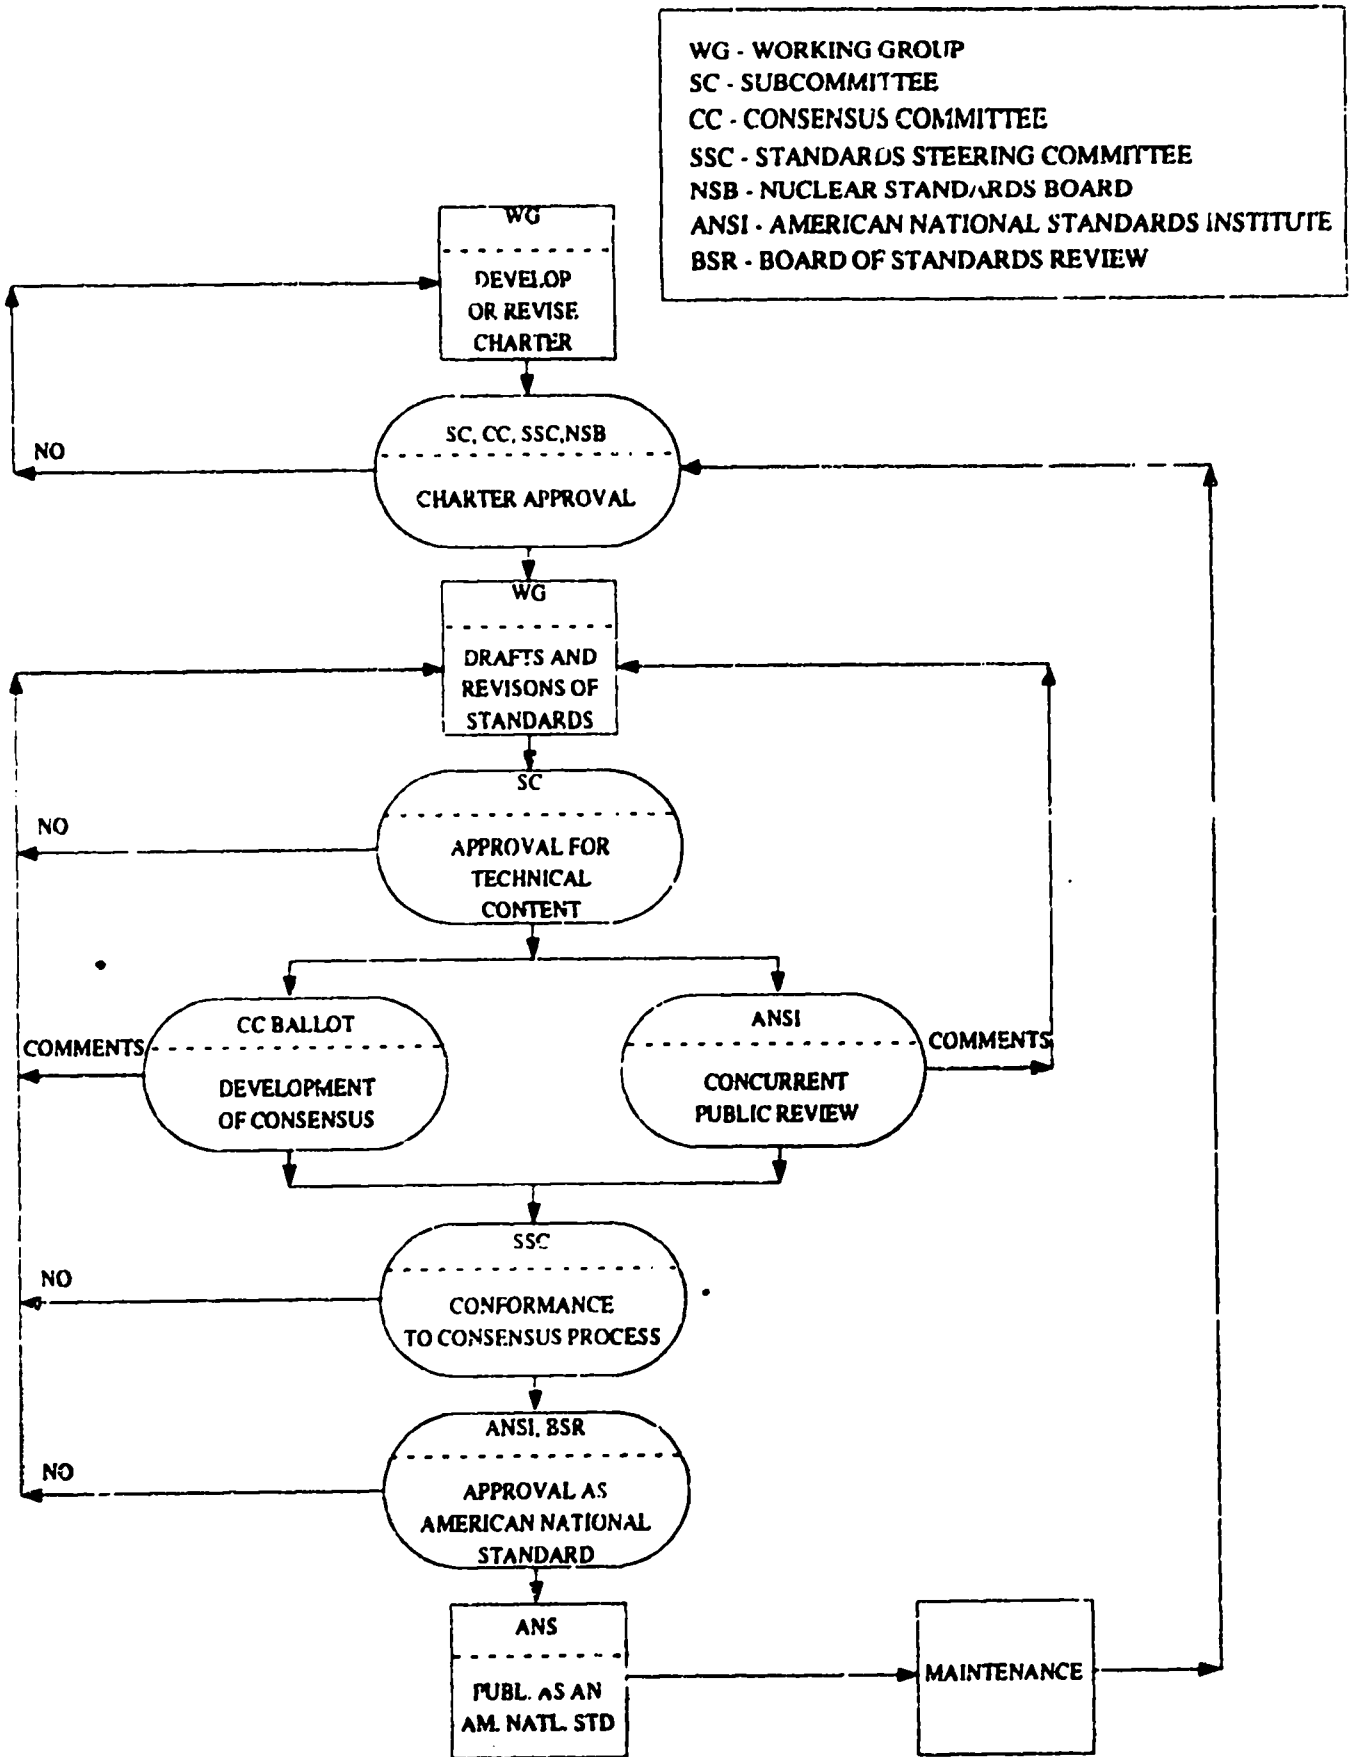 WG - WORKING GROUP
SC - SUBCOMMITTEE
CC - CONSENSUS COMMITTEE
SSC - STANDARDS STEERING COMMITTEE
NSB - NUCLEAR STANDARDS BOARD
ANSI - AMERICAN NATIONAL STANDARDS INSTITUTE
BSR - BOARD OF STANDARDS REVIEW
WG
DEVELOP
OR REVISE
CHARTER
NO
SC, CC, SSC,NSB
CHARTER APPROVAL
WG
DRAFTS AND
REVISONS OF
STANDARDS
NO
SC
APPROVAL FOR
TECHNICAL
CONTENT
COMMENTS
CC BALLOT
DEVELOPMENT
OF CONSENSUS
ANSI
CONCURRENT
PUBLIC REVIEW
COMMENTS
NO
SSC
CONFORMANCE
TO CONSENSUS PROCESS
NO
ANSI, BSR
APPROVAL AS
AMERICAN NATIONAL
STANDARD
ANS
PUBL. AS AN
AM. NATL. STD
MAINTENANCE